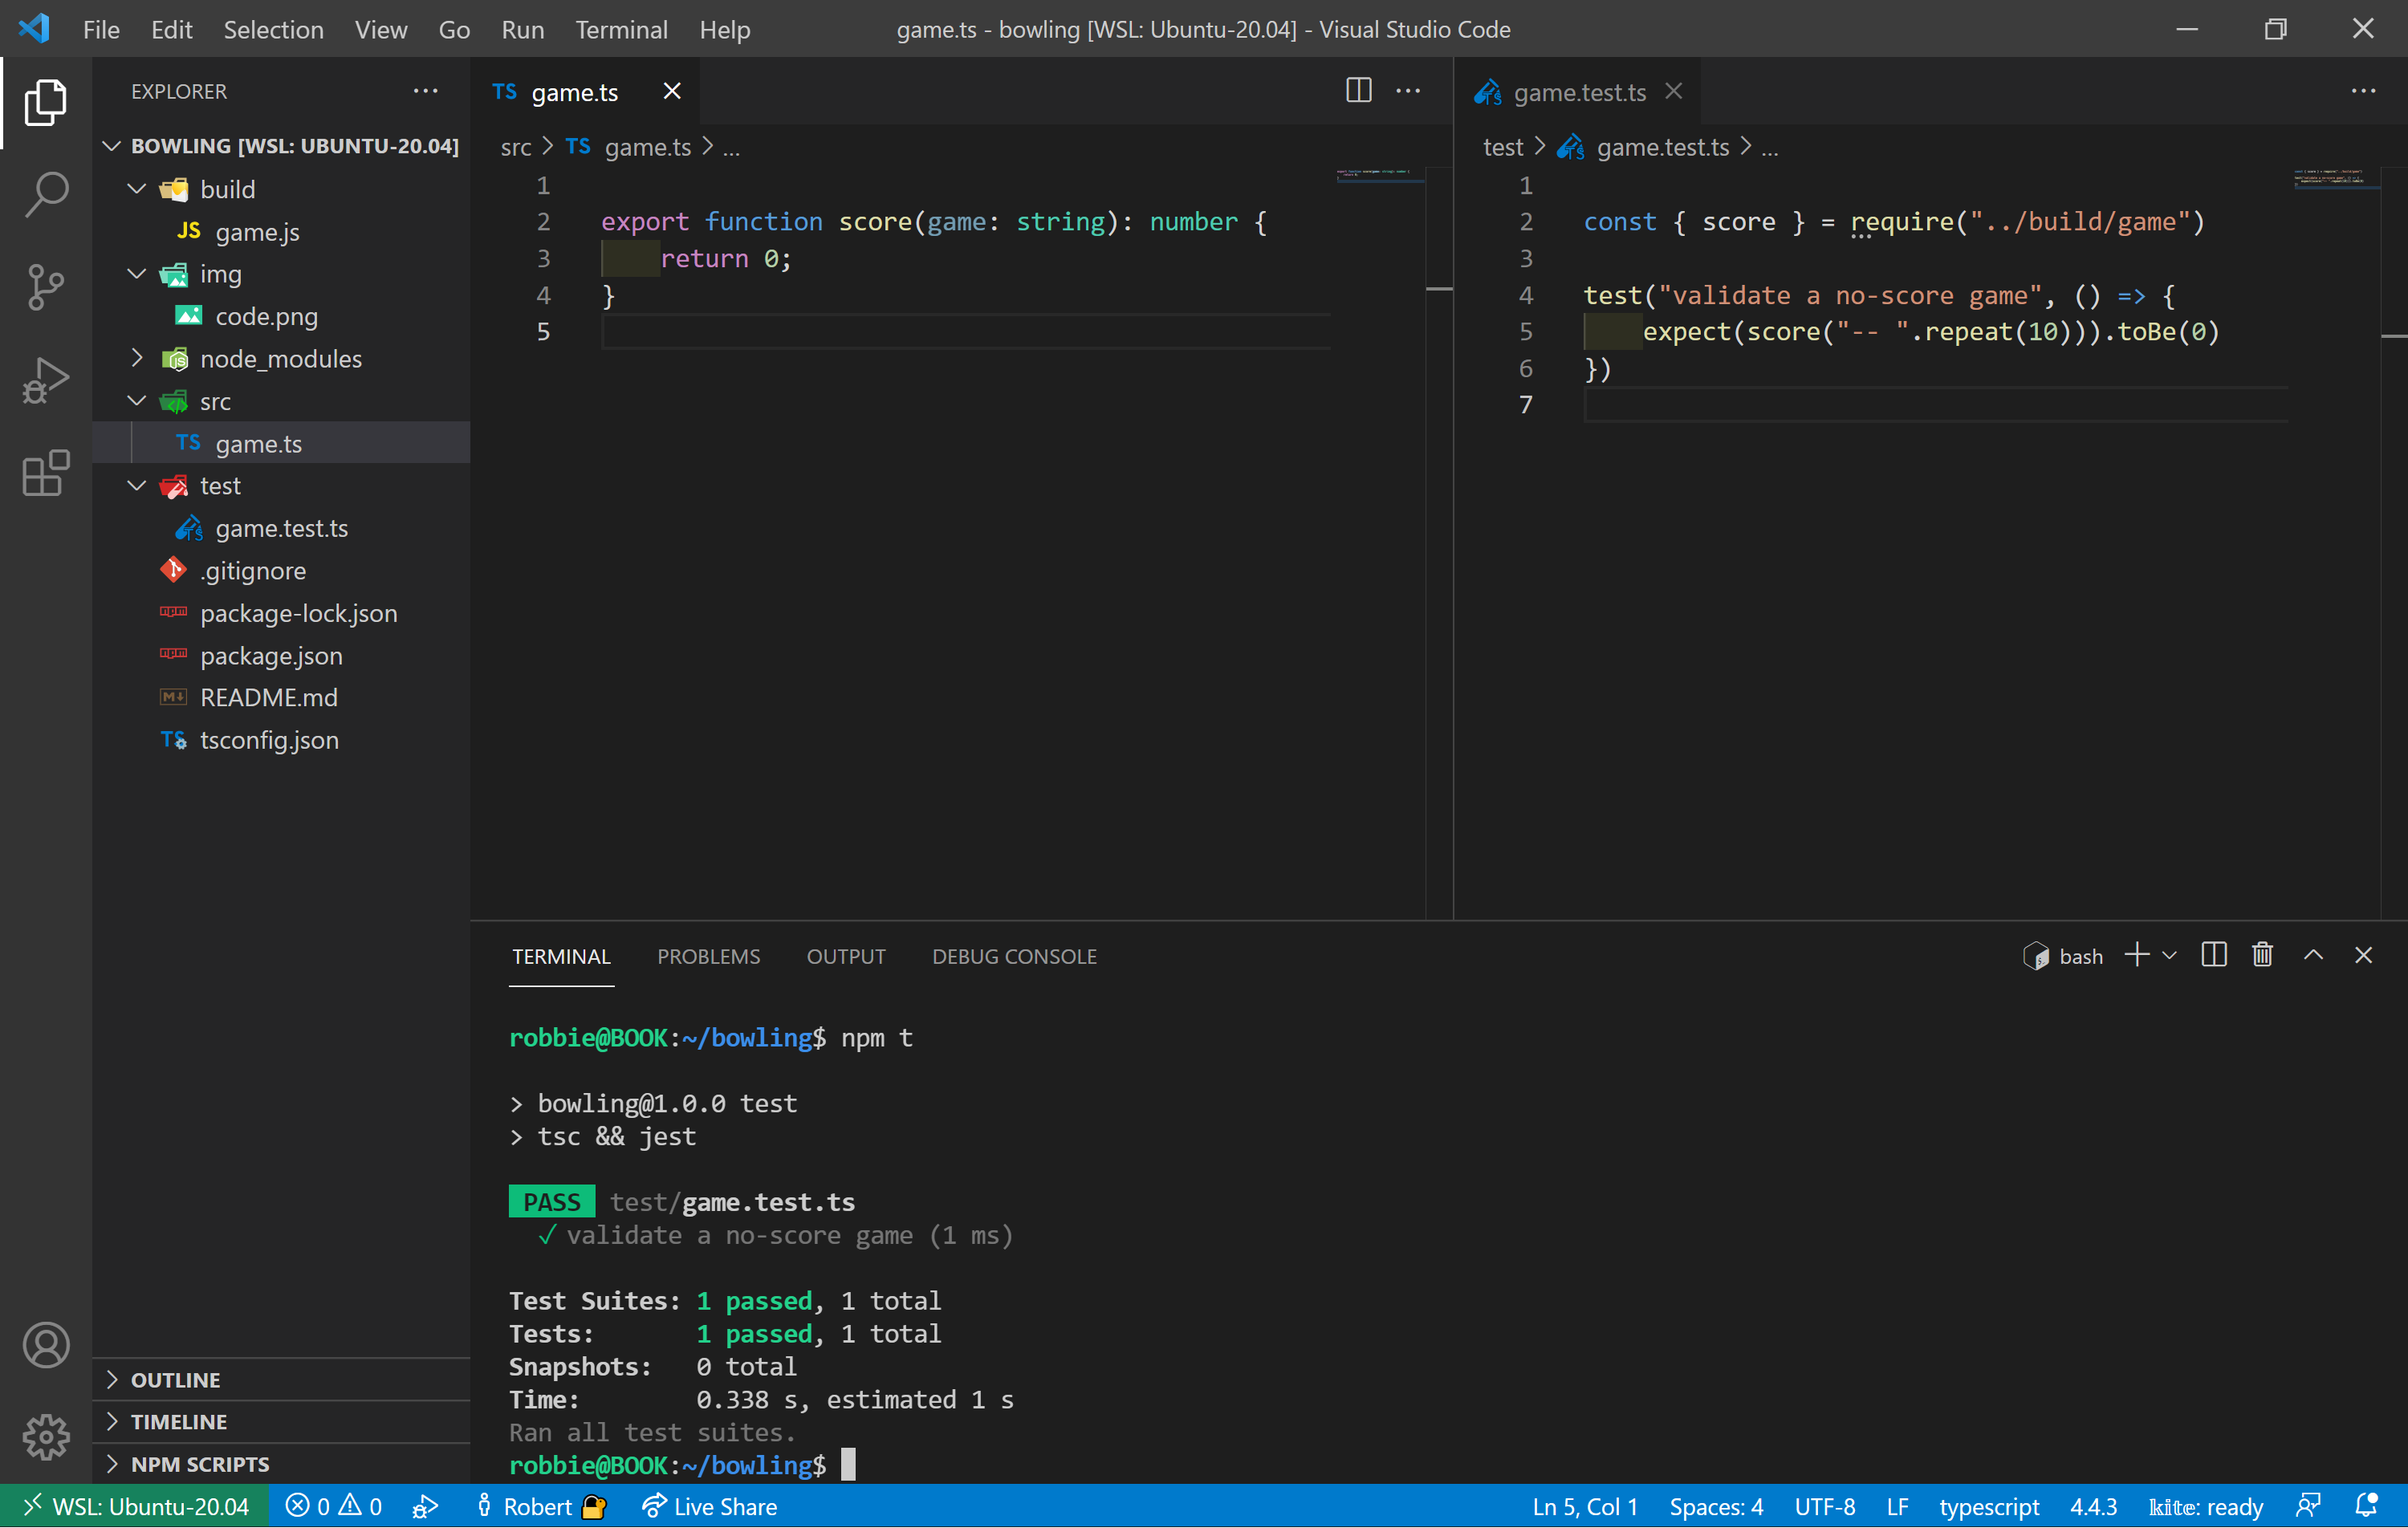 File Edit Selection View Go Run Terminal Help
game.ts - bowling [WSL: Ubuntu-20.04] - Visual Studio Code
EXPLORER
BOWLING [WSL: UBUNTU-20.04]
build
JS game.js
img
code.png
node_modules
src
TS game.ts
test
game.test.ts
.gitignore
package-lock.json
package.json
README.md
tsconfig.json
OUTLINE
TIMELINE
NPM SCRIPTS
TS game.ts
src > TS game.ts > ...
1
2 export function score(game: string): number {
3     return 0;
4 }
5
game.test.ts
test > game.test.ts > ...
1
2 const { score } = require("../build/game")
3
4 test("validate a no-score game", () => {
5     expect(score("-- ".repeat(10))).toBe(0)
6 })
7
TERMINAL PROBLEMS OUTPUT DEBUG CONSOLE
bash
robbie@BOOK:~/bowling$ npm t
> bowling@1.0.0 test
> tsc && jest
PASS test/game.test.ts
✓ validate a no-score game (1 ms)
Test Suites: 1 passed, 1 total
Tests: 1 passed, 1 total
Snapshots: 0 total
Time: 0.338 s, estimated 1 s
Ran all test suites.
robbie@BOOK:~/bowling$
WSL: Ubuntu-20.04 0 0 Robert Live Share Ln 5, Col 1 Spaces: 4 UTF-8 LF typescript 4.4.3 kite: ready